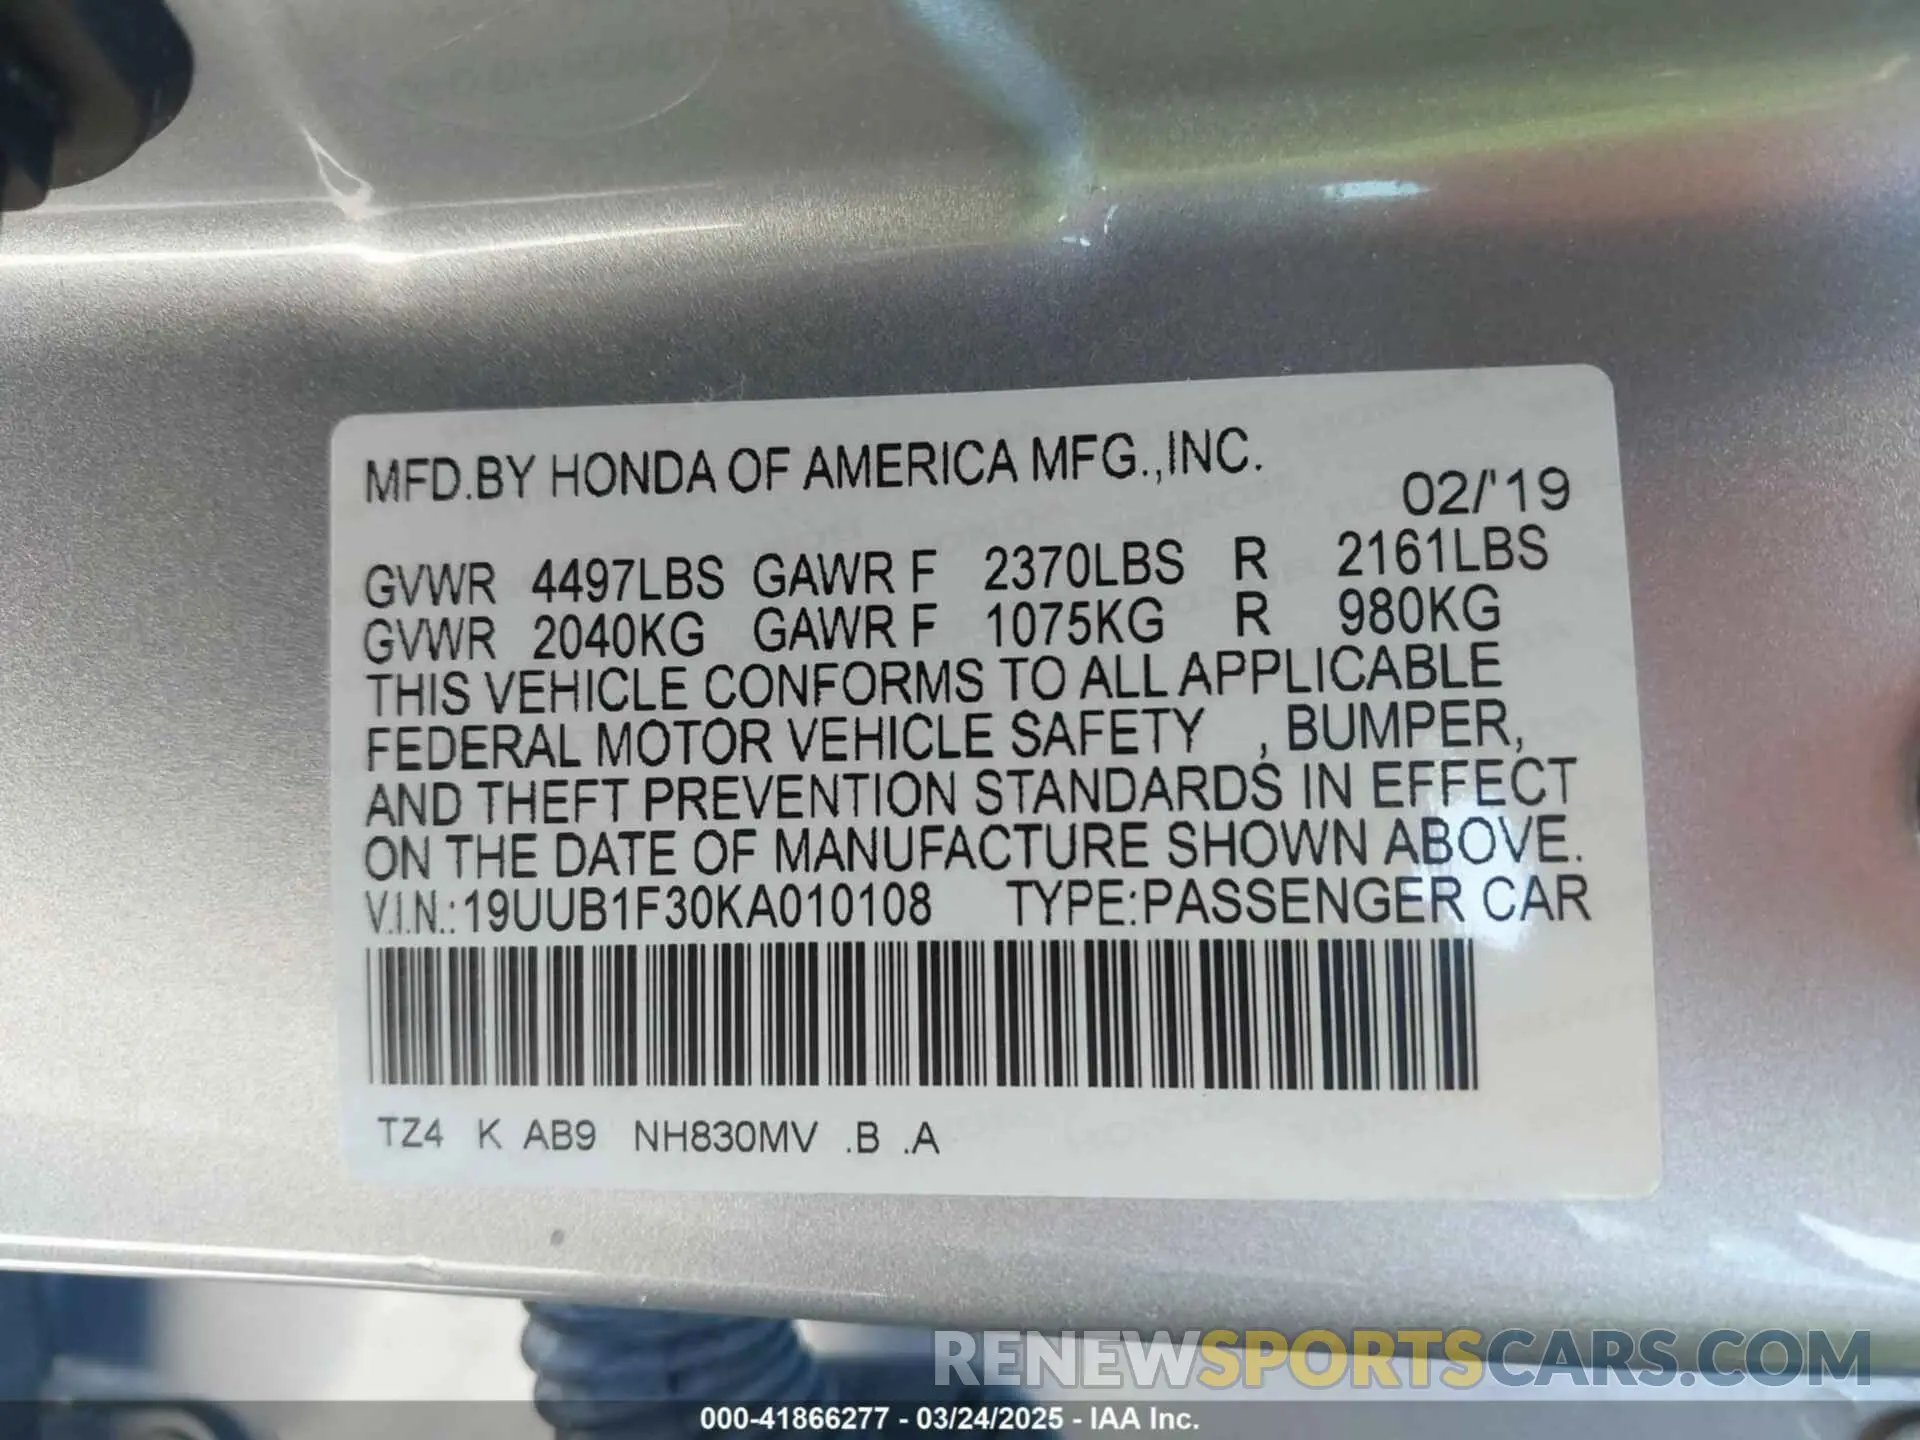 MFD.BY HONDA OF AMERICA MFG.,INC.
02/'19
GVWR 4497LBS GAWR F 2370LBS R 2161LBS
GVWR 2040KG GAWR F 1075KG R 980KG
THIS VEHICLE CONFORMS TO ALL APPLICABLE
FEDERAL MOTOR VEHICLE SAFETY , BUMPER,
AND THEFT PREVENTION STANDARDS IN EFFECT
ON THE DATE OF MANUFACTURE SHOWN ABOVE.
V.I.N.:19UUB1F30KA010108 TYPE:PASSENGER CAR
TZ4 K AB9 NH830MV .B .A
RENEWSPORTSCARS.COM
000-41866277 - 03/24/2025 - IAA Inc.